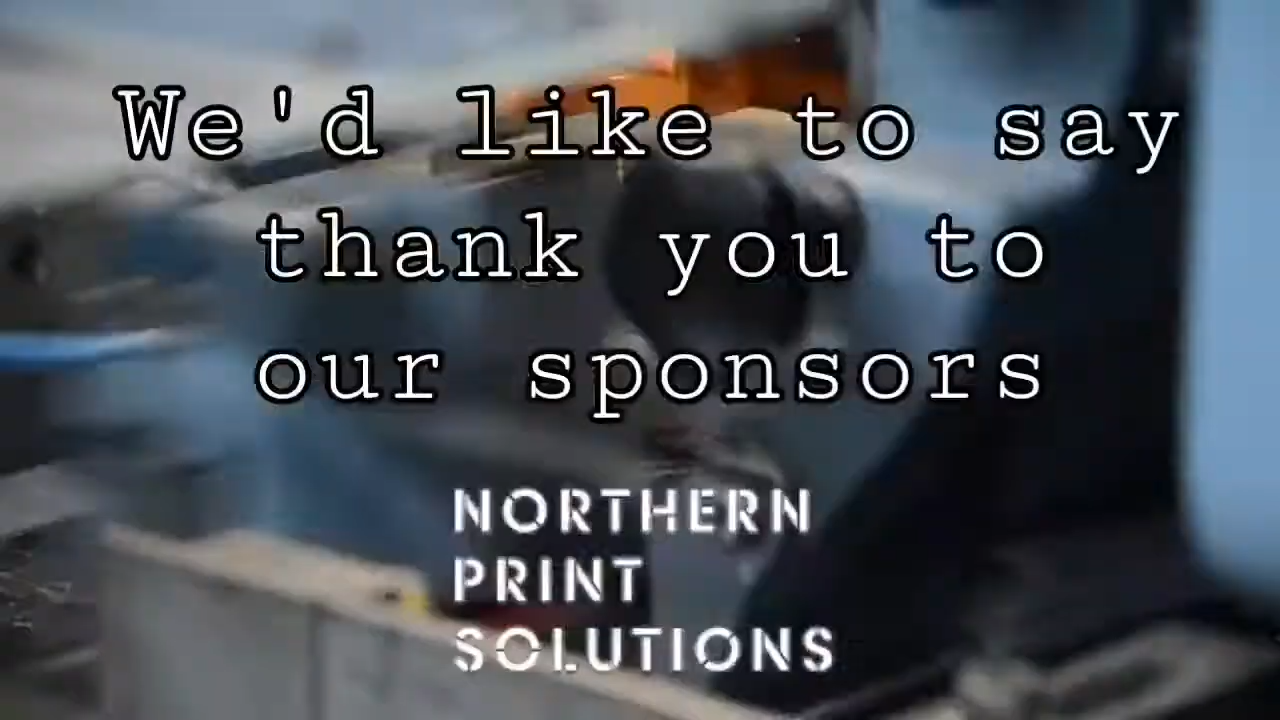 We'd like to say
thank you to
our sponsors
NORTHERN
PRINT
SOLUTIONS